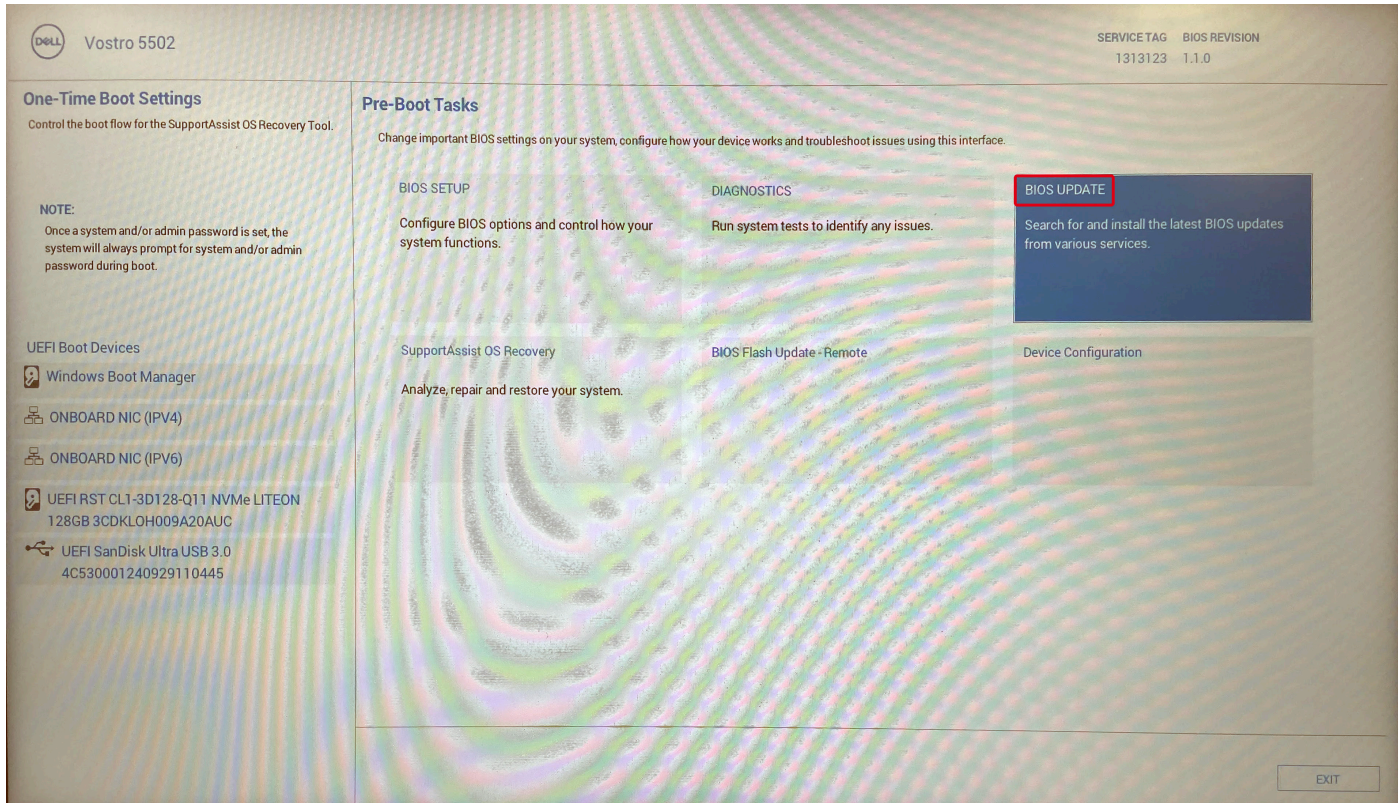 DELL
Vostro 5502
SERVICE TAG BIOS REVISION
1313123 1.1.0
One-Time Boot Settings
Control the boot flow for the SupportAssist OS Recovery Tool.
NOTE:
Once a system and/or admin password is set, the
system will always prompt for system and/or admin
password during boot.
UEFI Boot Devices
Windows Boot Manager
ONBOARD NIC (IPV4)
ONBOARD NIC (IPV6)
UEFI RST CL1-3D128-Q11 NVMe LITEON
128GB 3CDKLOH009A20AUC
UEFI SanDisk Ultra USB 3.0
4C530001240929110445
Pre-Boot Tasks
Change important BIOS settings on your system, configure how your device works and troubleshoot issues using this interface.
BIOS SETUP
Configure BIOS options and control how your
system functions.
DIAGNOSTICS
Run system tests to identify any issues.
BIOS UPDATE
Search for and install the latest BIOS updates
from various services.
SupportAssist OS Recovery
Analyze, repair and restore your system.
BIOS Flash Update - Remote
Device Configuration
EXIT